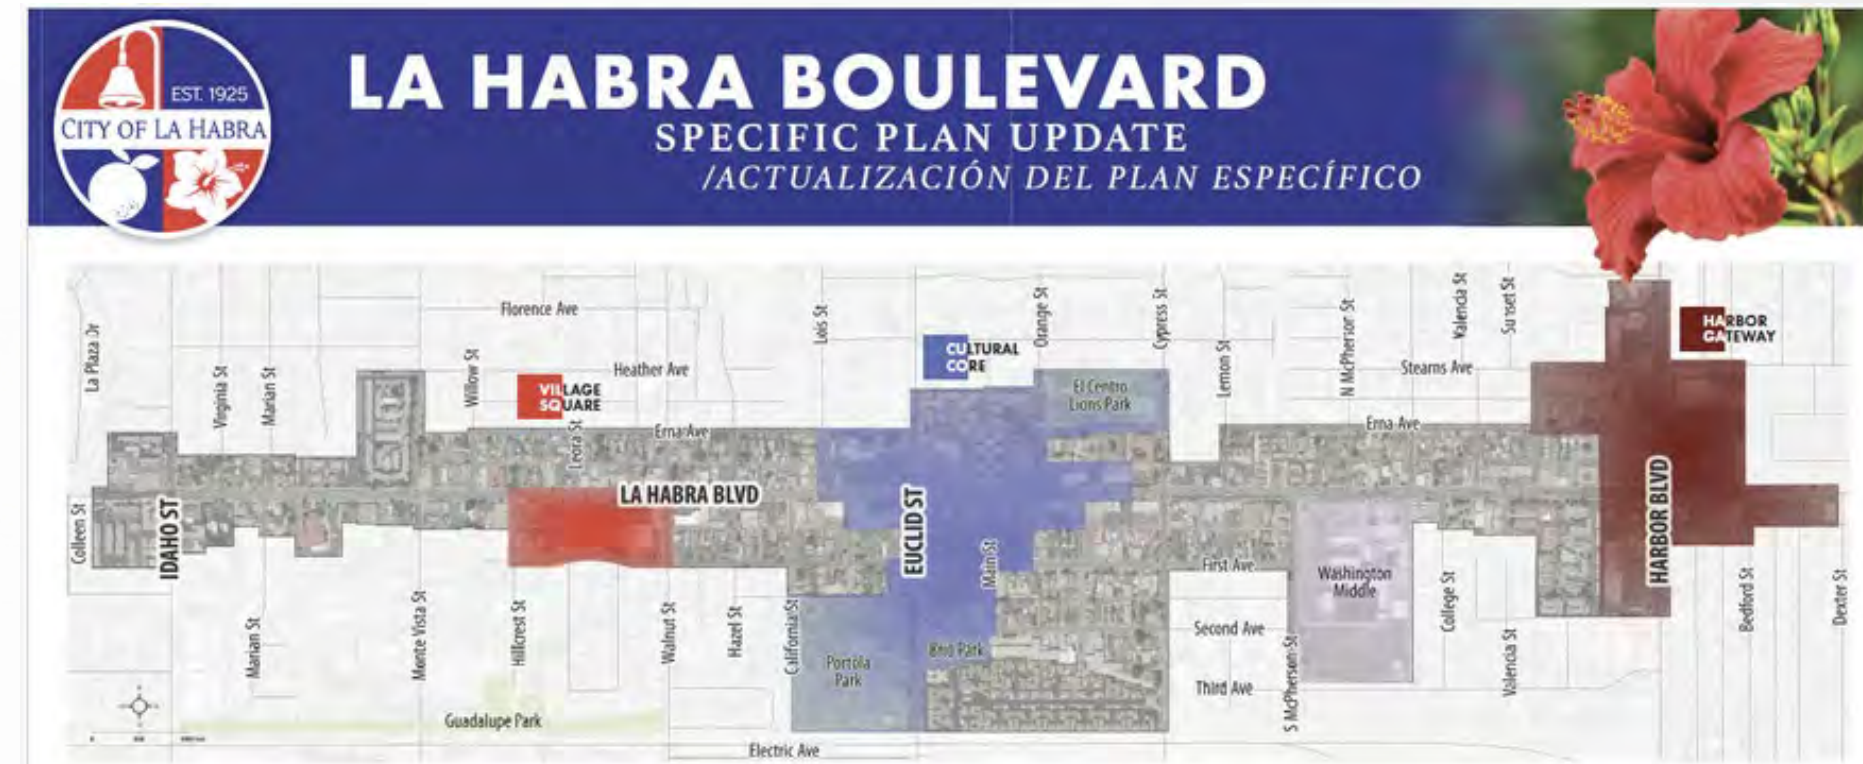 EST. 1925
CITY OF LA HABRA
LA HABRA BOULEVARD
SPECIFIC PLAN UPDATE
/ACTUALIZACIÓN DEL PLAN ESPECÍFICO
La Plaza Dr
Virginia St
Marian St
Florence Ave
Willow St
Heather Ave
VILLAGE
SQUARE
Leora St
Erna Ave
Lois St
CULTURAL
CORE
Orange St
El Centro
Lions Park
Cypress St
Lemon St
N McPherson St
Valencia St
Sunset St
Stearns Ave
Erna Ave
HARBOR
GATEWAY
Colleen St
IDAHO ST
LA HABRA BLVD
EUCLID ST
Main St
First Ave
Washington
Middle
HARBOR BLVD
Marian St
Monte Vista St
Hillcrest St
Walnut St
Hazel St
California St
Portola
Park
Brio Park
Second Ave
Third Ave
S McPherson St
College St
Valencia St
Bedford St
Dexter St
Guadalupe Park
Electric Ave